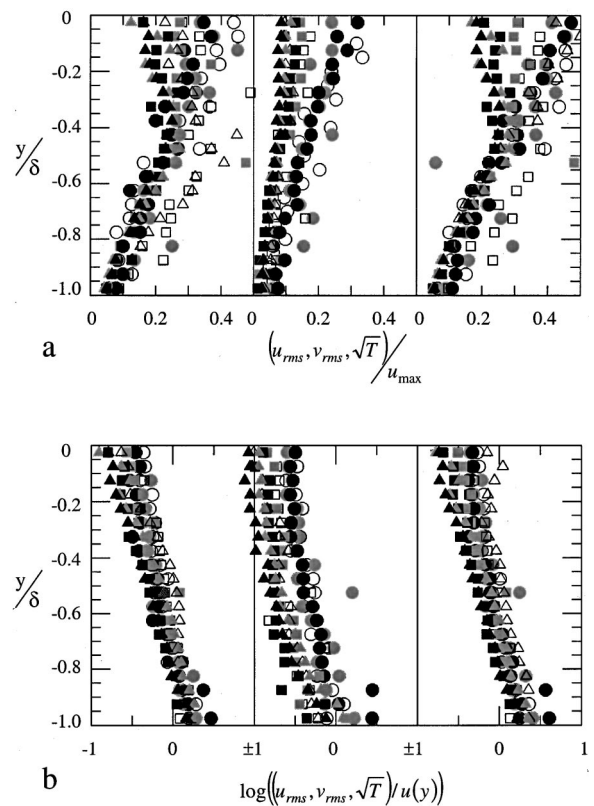 0
-0.2
-0.4
y/δ
-0.6
-0.8
-1.0
0 0.2 0.4 0 0.2 0.4 0 0.2 0.4
a
(u_rms, v_rms, √T)/u_max
0
-0.2
-0.4
y/δ
-0.6
-0.8
-1.0
-1 0 ±1 0 ±1 0 1
b
log((u_rms, v_rms, √T)/u(y))